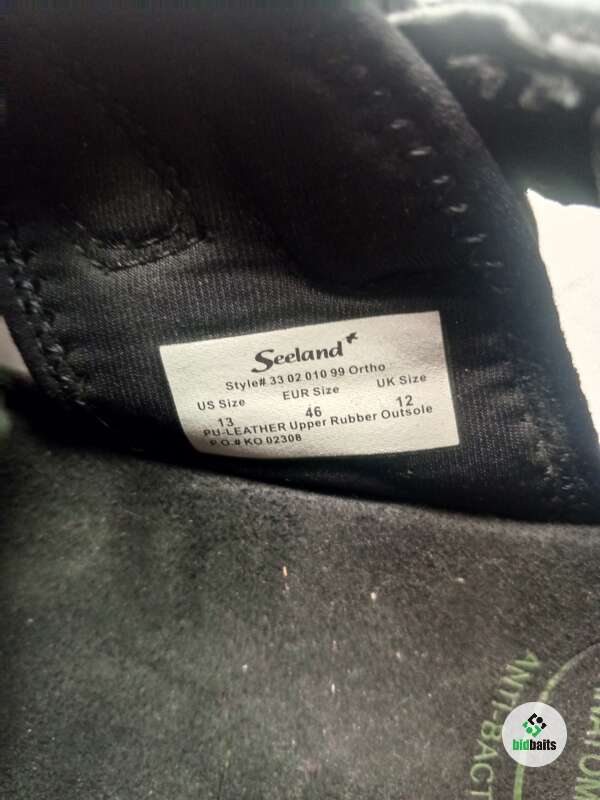 Seeland
Style# 33 02 010 99 Ortho
US Size EUR Size UK Size
13 46 12
PU-LEATHER Upper Rubber Outsole
P.O.# KO 02308
ANTI-BACT
bidbaits